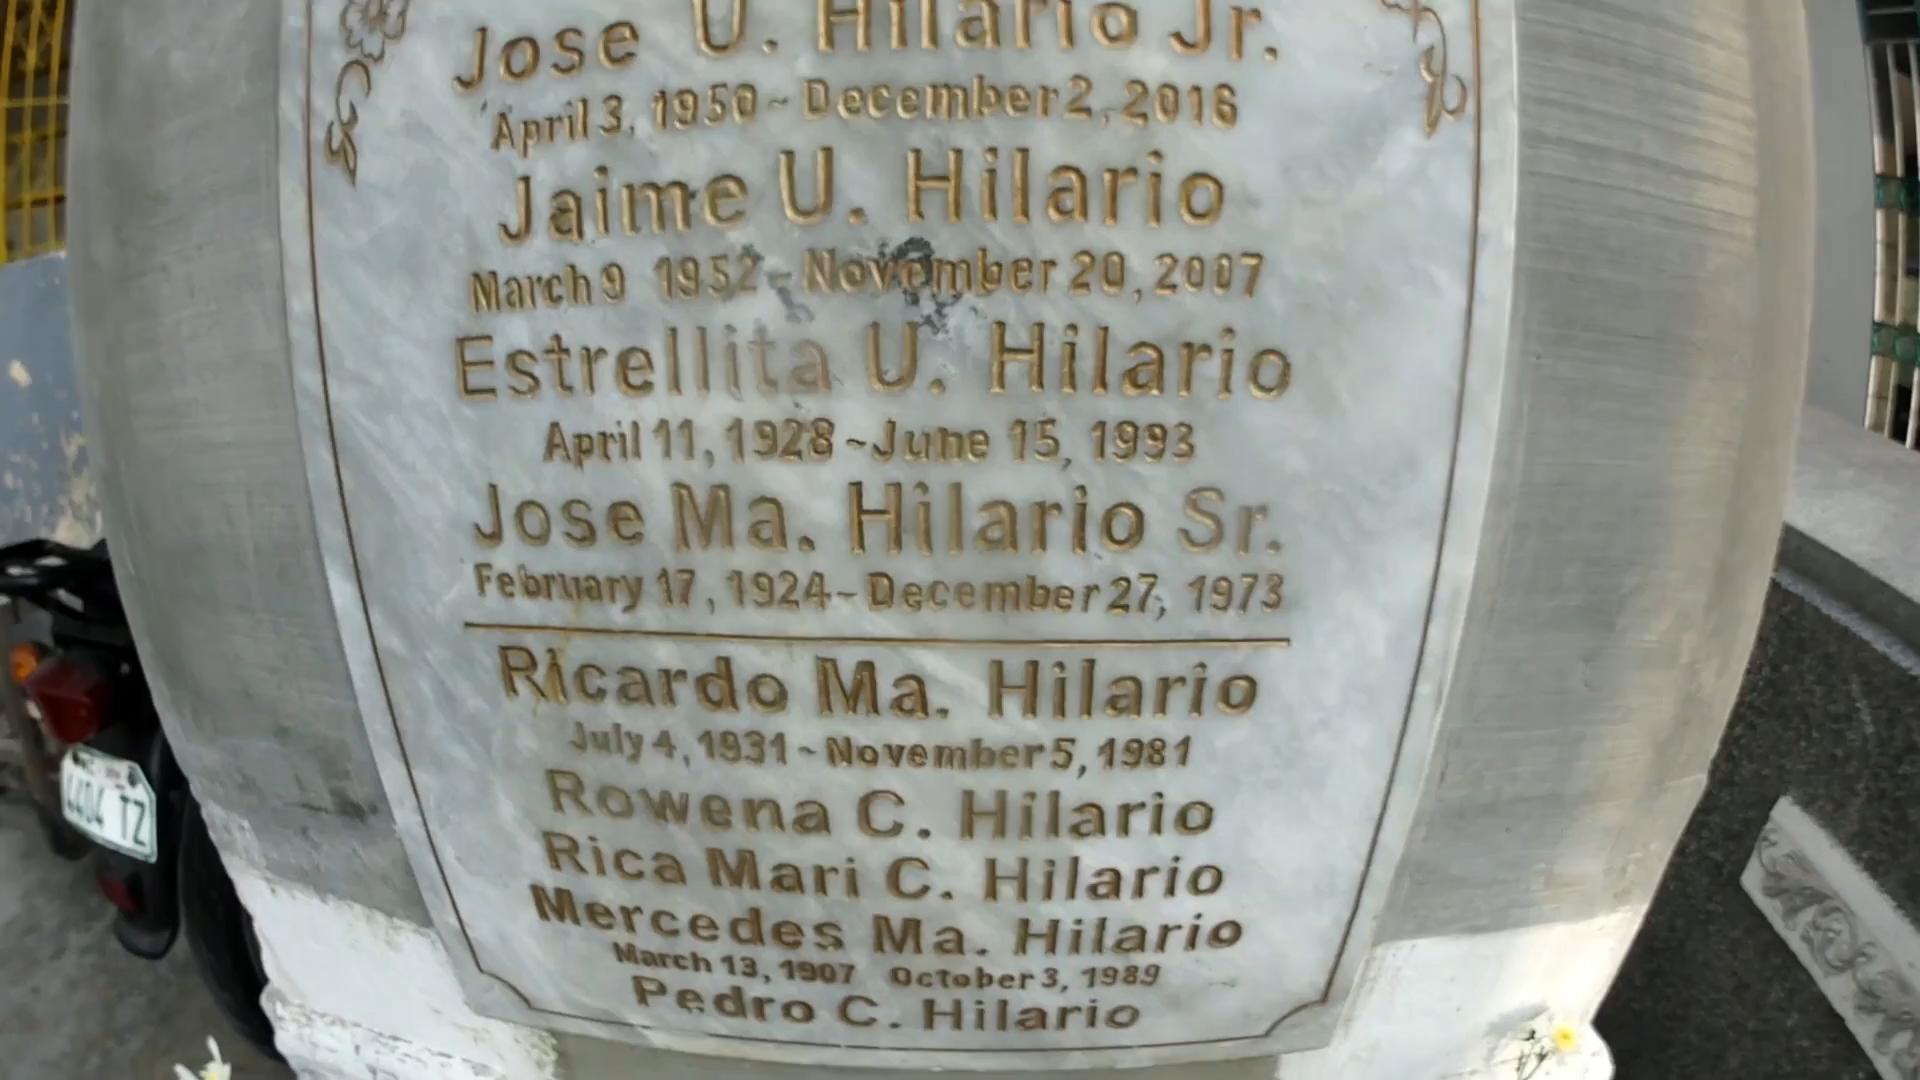 Jose U. Hilario Jr.
April 3, 1950 ~ December 2, 2016
Jaime U. Hilario
March 9 1952 - November 20, 2007
Estrellita U. Hilario
April 11, 1928 ~ June 15, 1993
Jose Ma. Hilario Sr.
February 17, 1924 ~ December 27, 1973
Ricardo Ma. Hilario
July 4, 1931 ~ November 5, 1981
Rowena C. Hilario
Rica Mari C. Hilario
Mercedes Ma. Hilario
March 13, 1907 October 3, 1989
Pedro C. Hilario
TZ